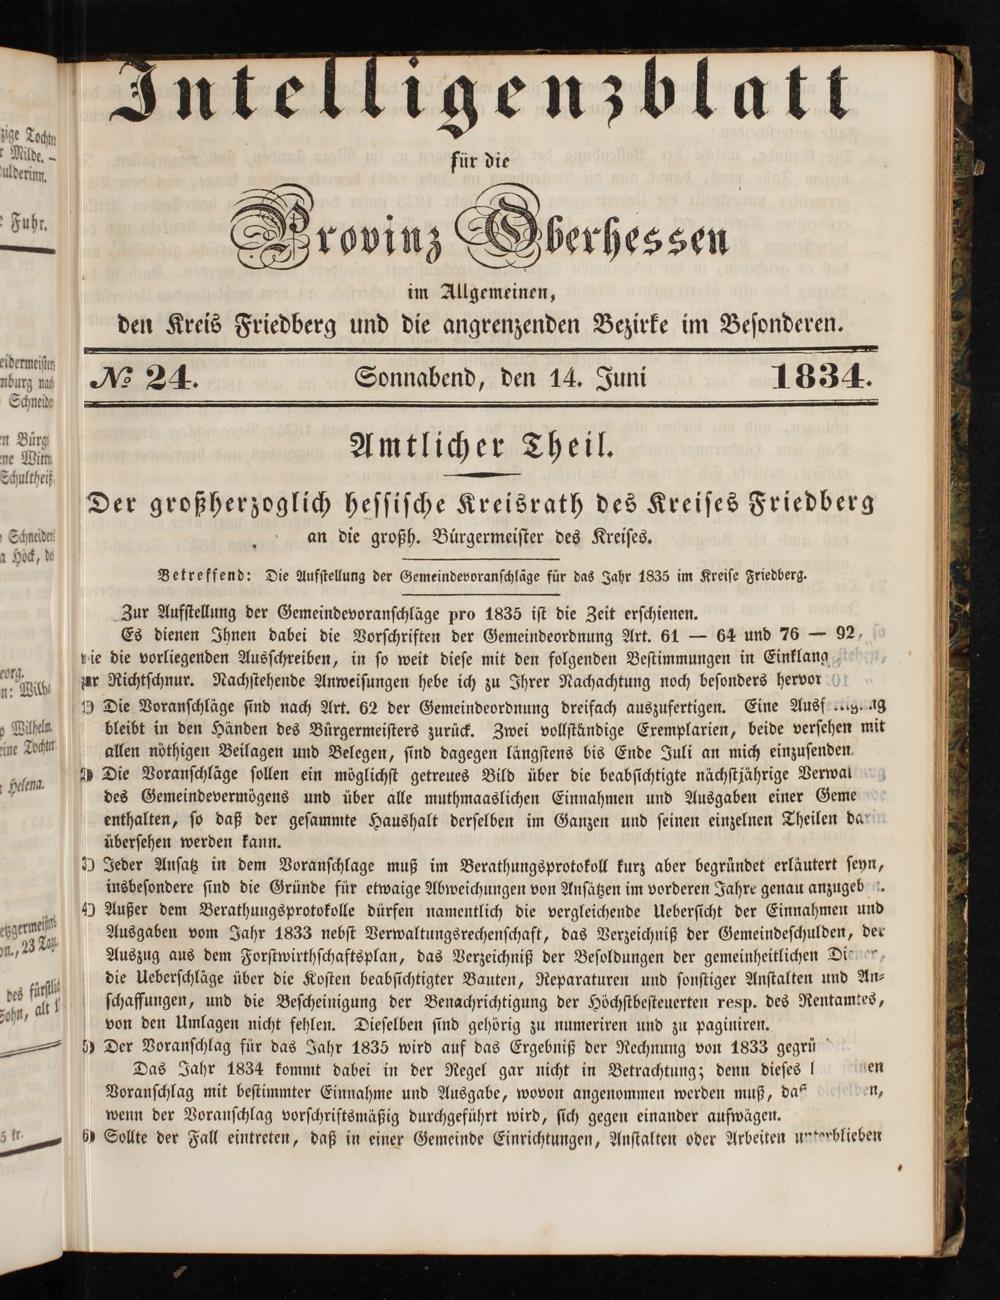 Intelligenzblatt
für die
Provinz Oberhessen
im Allgemeinen,
den Kreis Friedberg und die angrenzenden Bezirke im Besonderen.
№ 24. Sonnabend, den 14. Juni 1834.
Amtlicher Theil.
Der großherzoglich hessische Kreisrath des Kreises Friedberg
an die großh. Bürgermeister des Kreises.
Betreffend: Die Aufstellung der Gemeindevoranschläge für das Jahr 1835 im Kreise Friedberg.
Zur Aufstellung der Gemeindevoranschläge pro 1835 ist die Zeit erschienen.
Es dienen Ihnen dabei die Vorschriften der Gemeindeordnung Art. 61 — 64 und 76 — 92,
wie die vorliegenden Ausschreiben, in so weit diese mit den folgenden Bestimmungen in Einklang
zur Richtschnur. Nachstehende Anweisungen hebe ich zu Ihrer Nachachtung noch besonders hervor
1) Die Voranschläge sind nach Art. 62 der Gemeindeordnung dreifach auszufertigen. Eine
bleibt in den Händen des Bürgermeisters zurück. Zwei vollständige Exemplarien, beide versehen mit
allen nöthigen Beilagen und Belegen, sind dagegen längstens bis Ende Juli an mich einzusenden
2) Die Voranschläge sollen ein möglichst getreues Bild über die beabsichtigte nächstjährige
des Gemeindevermögens und über alle muthmaaslichen Einnahmen und Ausgaben einer
enthalten, so daß der gesammte Haushalt derselben im Ganzen und seinen einzelnen Theilen
übersehen werden kann.
3) Jeder Ansatz in dem Voranschlage muß im Berathungsprotokoll kurz aber begründet erläutert seyn,
insbesondere sind die Gründe für etwaige Abweichungen von Ansätzen im vorderen Jahre genau
4) Außer dem Berathungsprotokolle dürfen namentlich die vergleichende Uebersicht der Einnahmen und
Ausgaben vom Jahr 1833 nebst Verwaltungsrechenschaft, das Verzeichniß der Gemeindeschulden, der
Auszug aus dem Forstwirthschaftsplan, das Verzeichniß der Besoldungen der gemeinheitlichen
die Ueberschläge über die Kosten beabsichtigter Bauten, Reparaturen und sonstiger Anstalten und An-
schaffungen, und die Bescheinigung der Benachrichtigung der Höchstbesteuerten resp. des Rentamtes,
von den Umlagen nicht fehlen. Dieselben sind gehörig zu numeriren und zu paginiren.
5) Der Voranschlag für das Jahr 1835 wird auf das Ergebniß der Rechnung von 1833
Das Jahr 1834 kommt dabei in der Regel gar nicht in Betrachtung; denn dieses
Voranschlag mit bestimmter Einnahme und Ausgabe, wovon angenommen werden muß, daß dieselben,
wenn der Voranschlag vorschriftsmäßig durchgeführt wird, sich gegen einander aufwägen.
6) Sollte der Fall eintreten, daß in einer Gemeinde Einrichtungen, Anstalten oder Arbeiten unterblieben